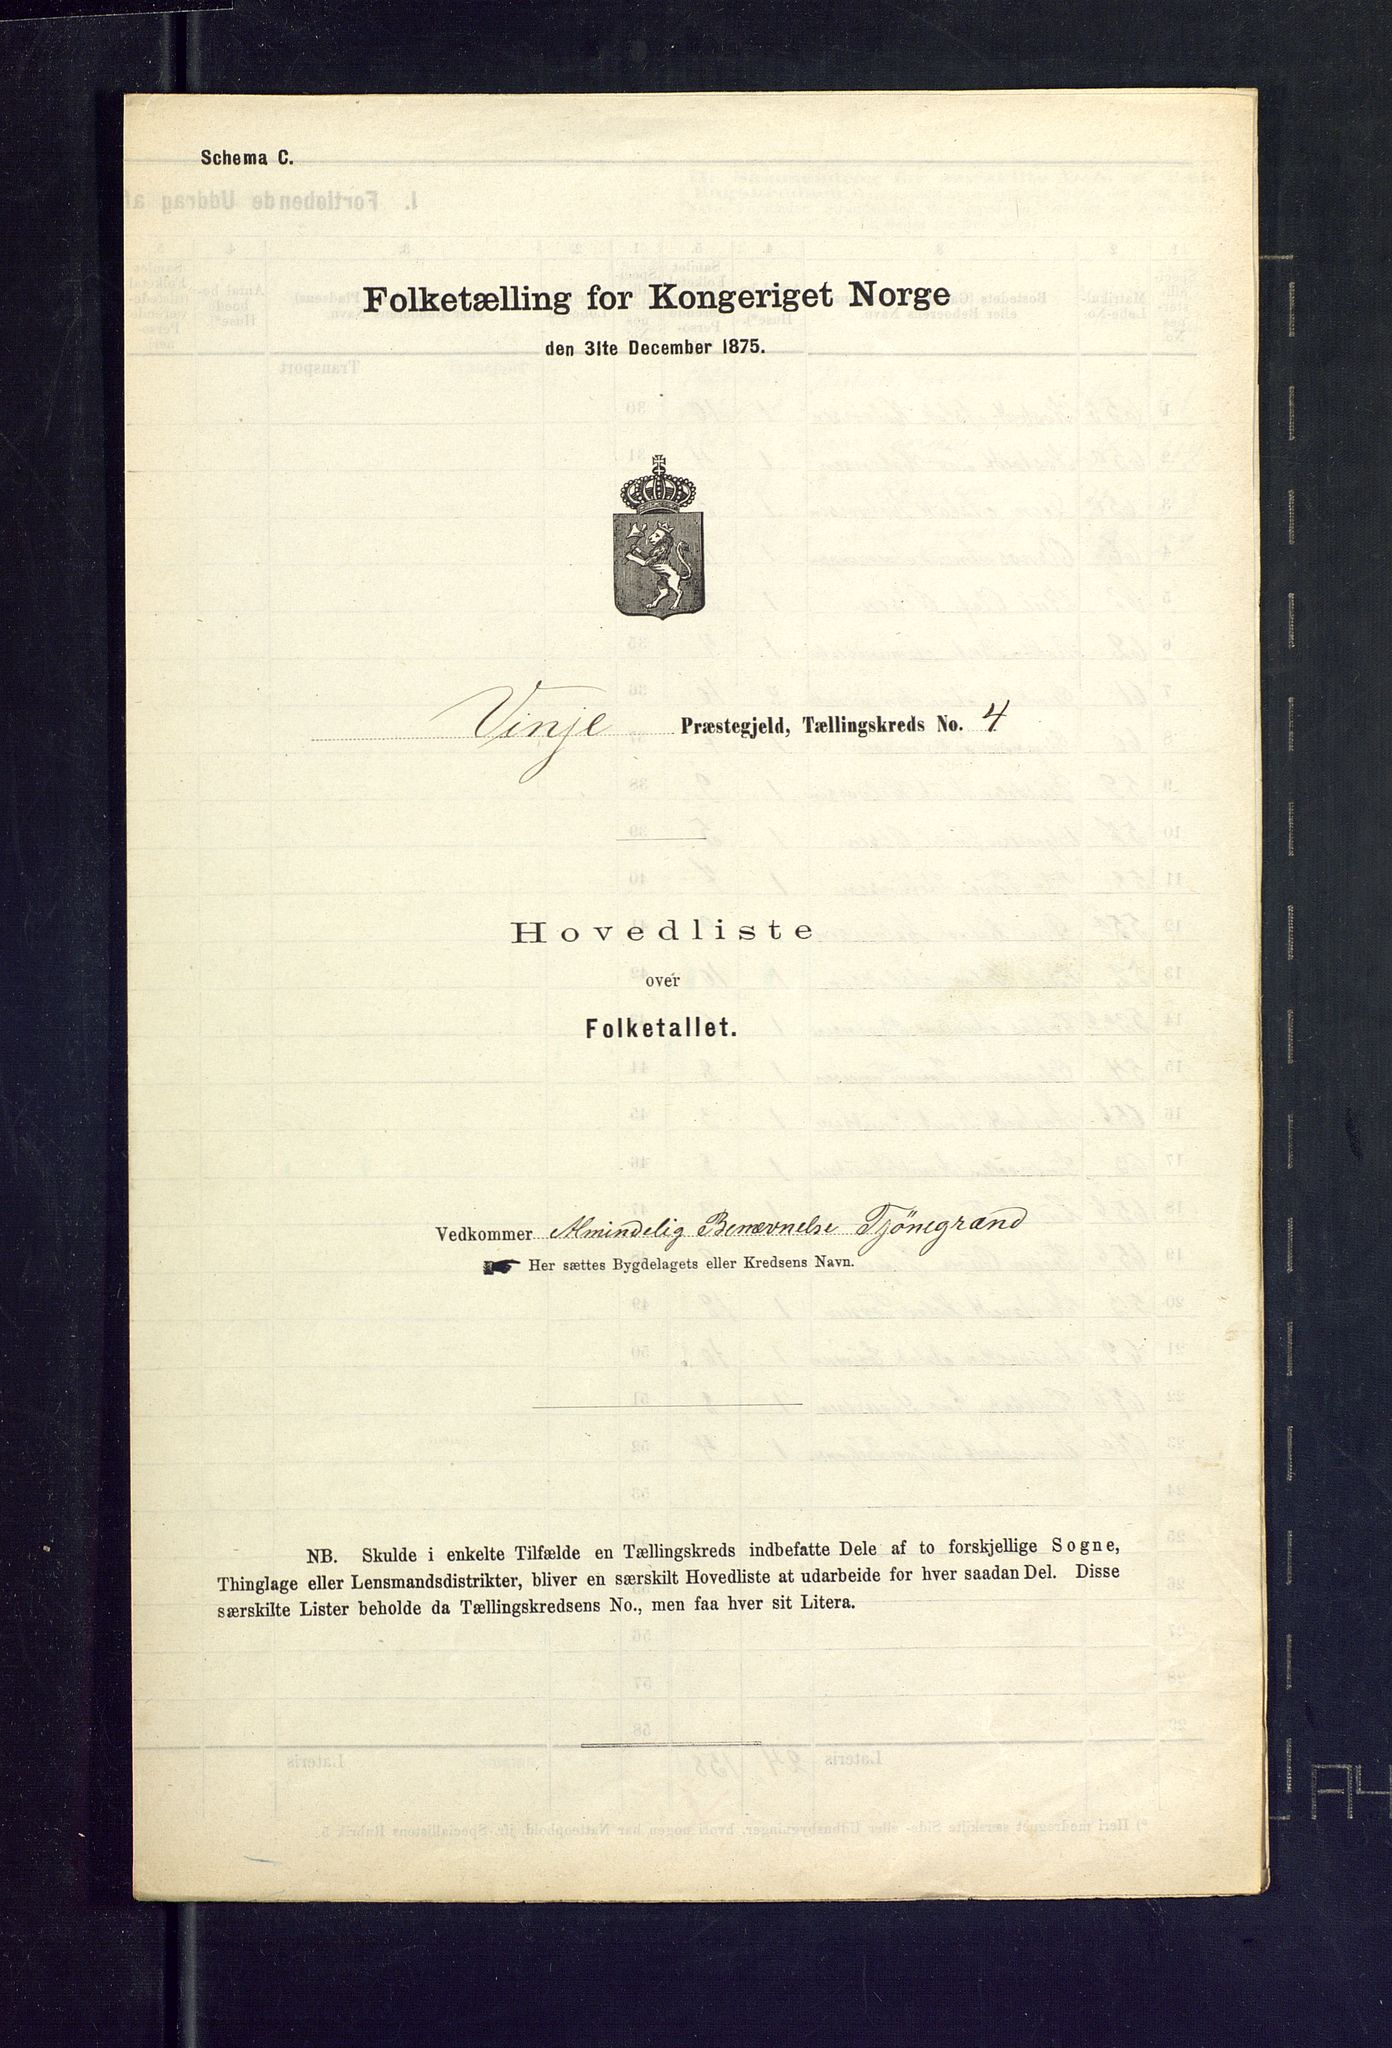 Schema C.
Folketælling for Kongeriget Norge
den 31te December 1875.
Vinje Præstegjeld, Tællingskreds No. 4
Hovedliste
over
Folketallet.
Vedkommer Almindelig Benævnelse Tjönegrænd
Her sættes Bygdelagets eller Kredsens Navn.
NB. Skulde i enkelte Tilfælde en Tællingskreds indbefatte Dele af to forskjellige Sogne,
Thinglage eller Lensmandsdistrikter, bliver en særskilt Hovedliste at udarbeide for hver saadan Del. Disse
særskilte Lister beholde da Tællingskredsens No., men faa hver sit Litera.
A4